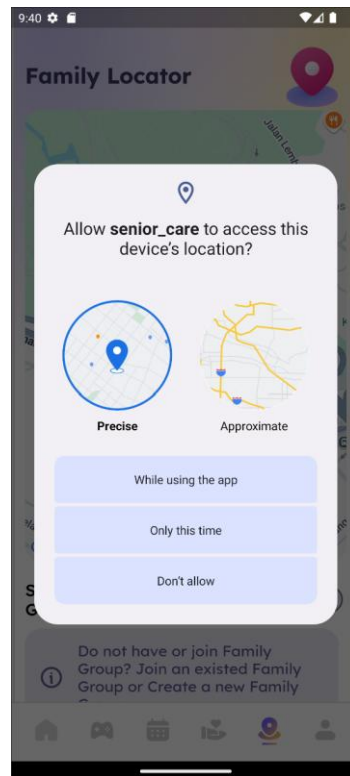 9:40
Family Locator
Jalan Lemb
Allow senior_care to access this
device's location?
Precise
Approximate
While using the app
Only this time
Don't allow
S
G
Do not have or join Family
Group? Join an existed Family
Group or Create a new Family